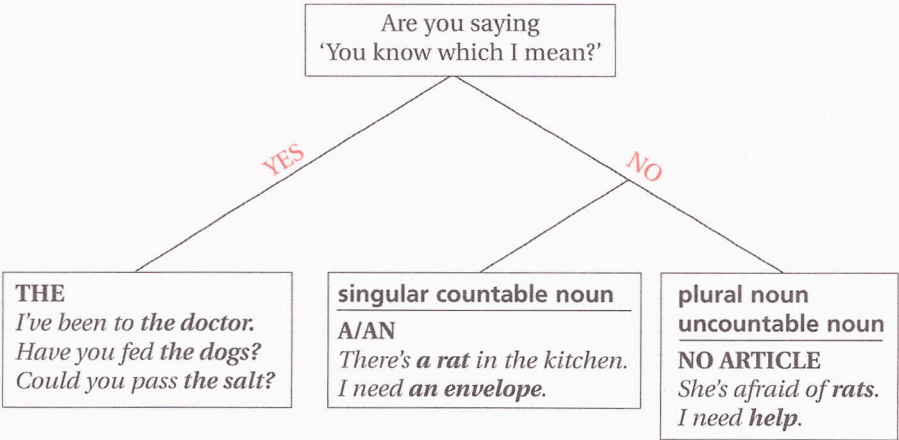 Are you saying
‘You know which I mean?’
YES
NO
THE
I’ve been to the doctor.
Have you fed the dogs?
Could you pass the salt?
singular countable noun
A/AN
There’s a rat in the kitchen.
I need an envelope.
plural noun
uncountable noun
NO ARTICLE
She’s afraid of rats.
I need help.